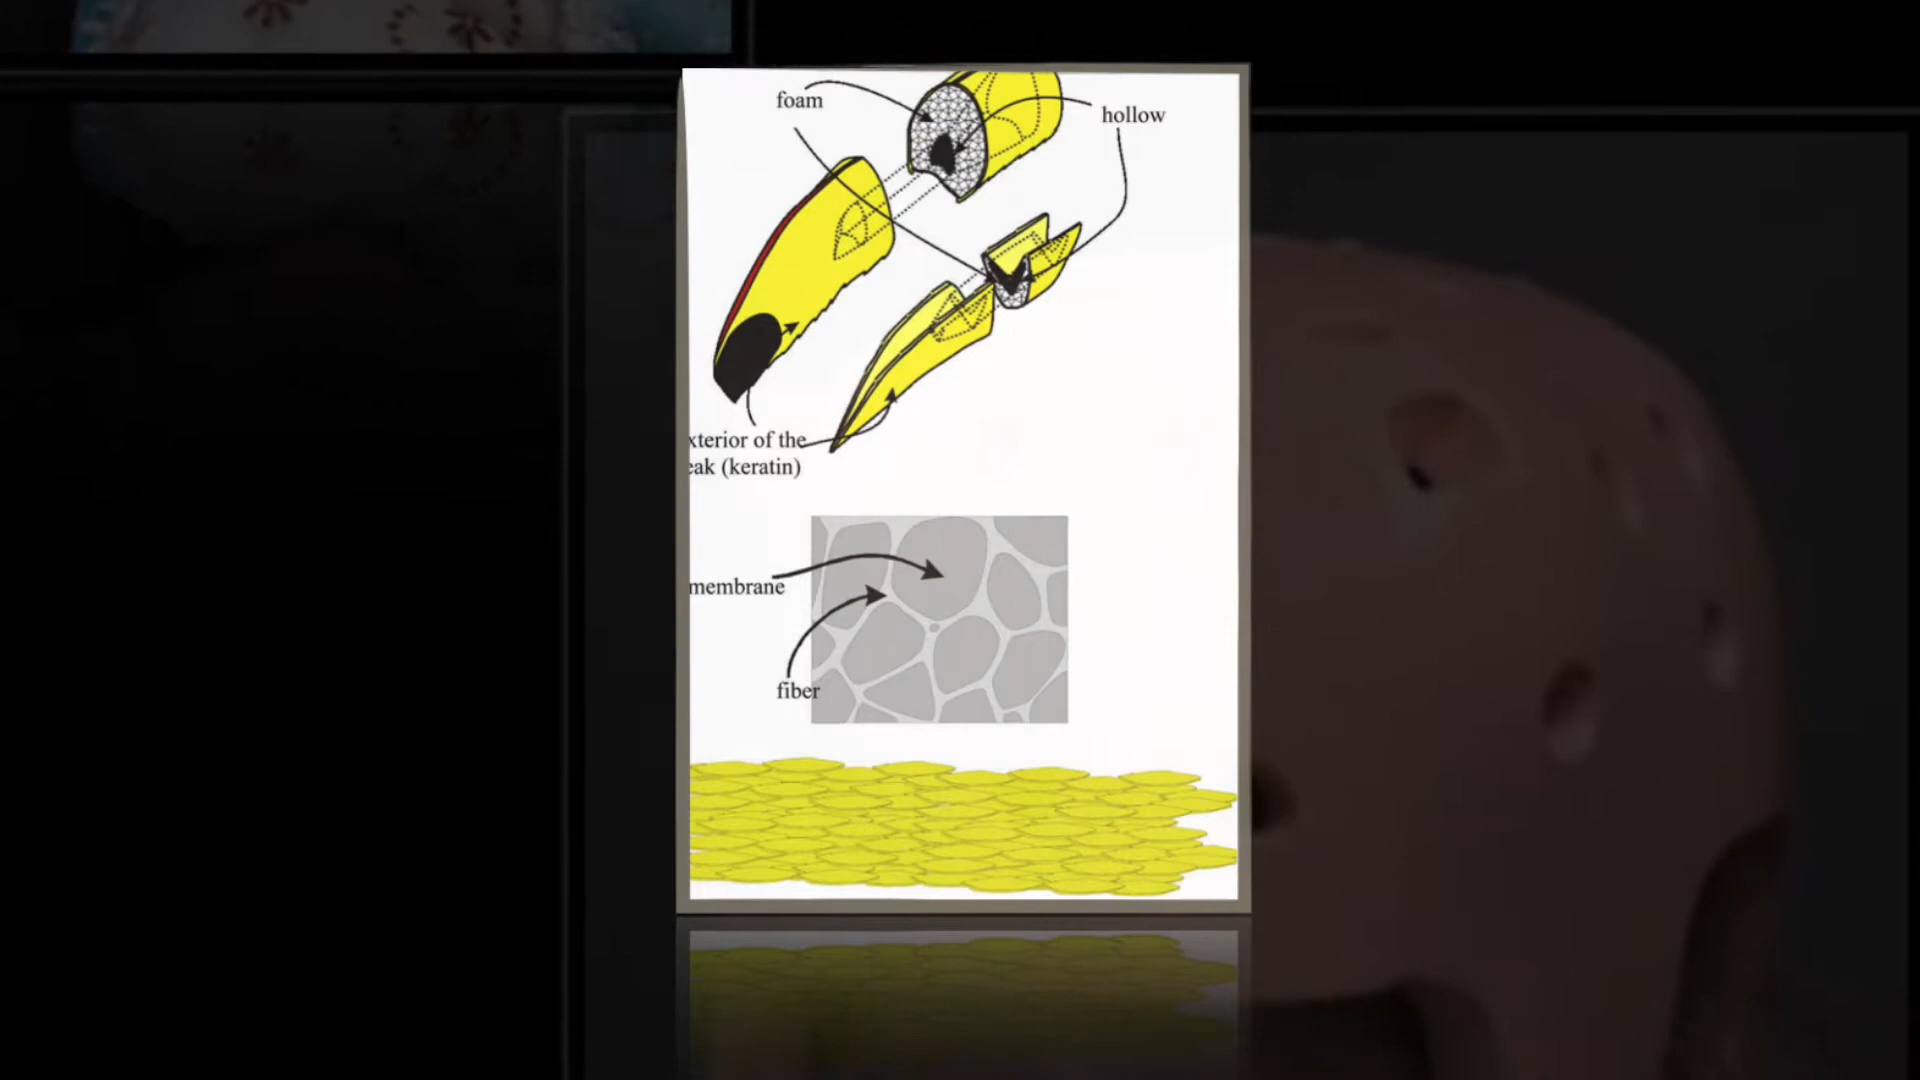 foam
hollow
xterior of the
eak (keratin)
membrane
fiber